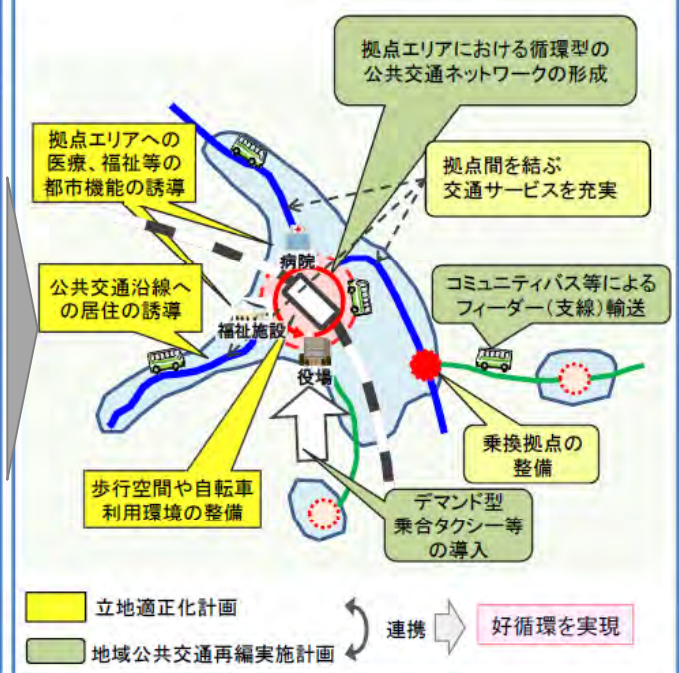 拠点エリアにおける循環型の
公共交通ネットワークの形成
拠点エリアへの
医療、福祉等の
都市機能の誘導
拠点間を結ぶ
交通サービスを充実
病院
公共交通沿線へ
の居住の誘導
コミュニティバス等による
フィーダー(支線)輸送
福祉施設
役場
乗換拠点の
整備
歩行空間や自転車
利用環境の整備
デマンド型
乗合タクシー等
の導入
立地適正化計画
連携
好循環を実現
地域公共交通再編実施計画